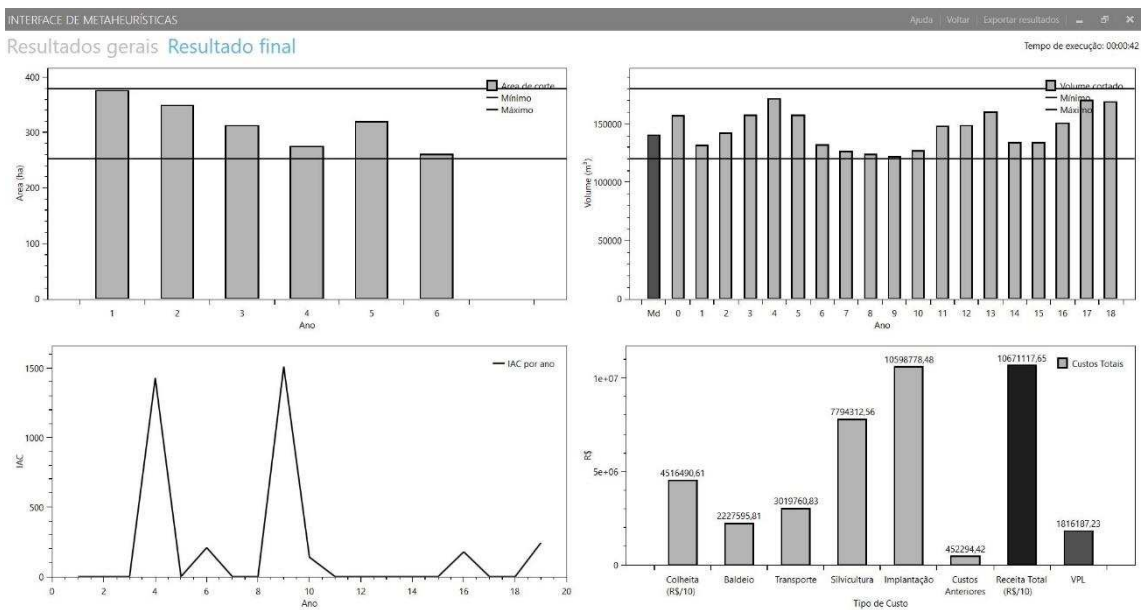 INTERFACE DE METAHEURÍSTICAS
Ajuda Voltar Exportar resultados
Resultados gerais Resultado final
Tempo de execução: 00:00:42
Area de corte
Mínimo
Máximo
400
300
200
100
0
Area (ha)
1 2 3 4 5 6
Ano
Volume cortado
Mínimo
Máximo
150000
100000
50000
0
Volume (m³)
Md 0 1 2 3 4 5 6 7 8 9 10 11 12 13 14 15 16 17 18
Ano
IAC por ano
1500
1000
500
0
IAC
0 2 4 6 8 10 12 14 16 18 20
Ano
Custos Totais
1e+07
5e+06
0
R$
4516490,61
2227595,81
3019760,83
7794312,56
10598778,48
452294,42
10671117,65
1816187,23
Colheita Baldeio Transporte Silvicultura Implantação Custos Receita Total VPL
(R$/10) Anteriores (R$/10)
Tipo de Custo